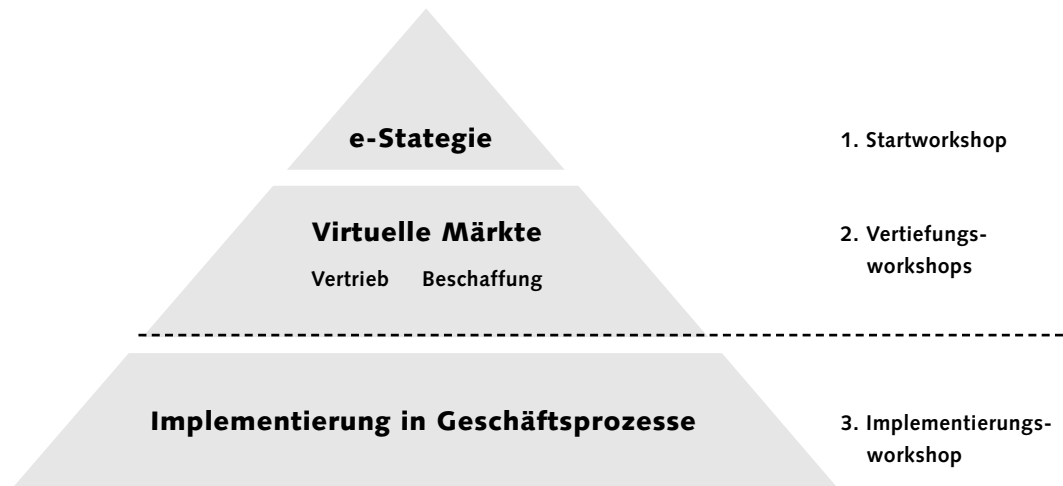 e-Stategie
1. Startworkshop
Virtuelle Märkte
Vertrieb Beschaffung
2. Vertiefungs-
workshops
Implementierung in Geschäftsprozesse
3. Implementierungs-
workshop